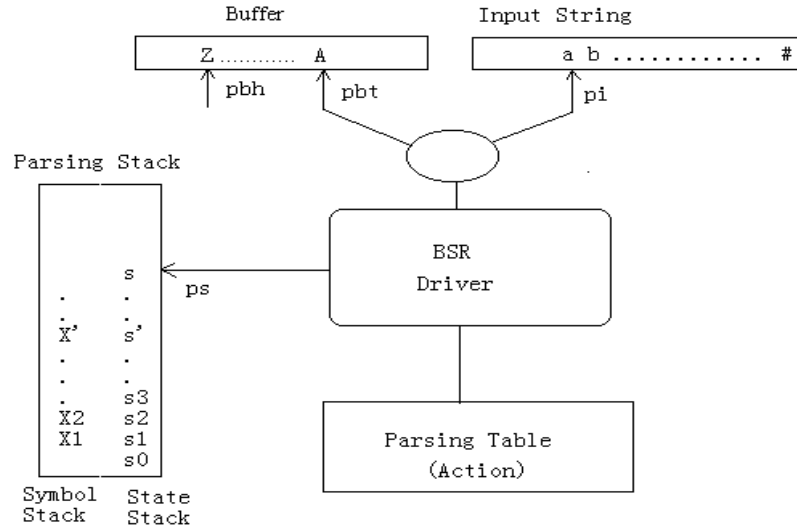 Buffer
Input String
Z ............ A
a b ............. #
pbh
pbt
pi
Parsing Stack
BSR
Driver
s
ps
. .
. .
X' s'
. .
. .
. s3
X2 s2
X1 s1
s0
Parsing Table
(Action)
Symbol
Stack
State
Stack